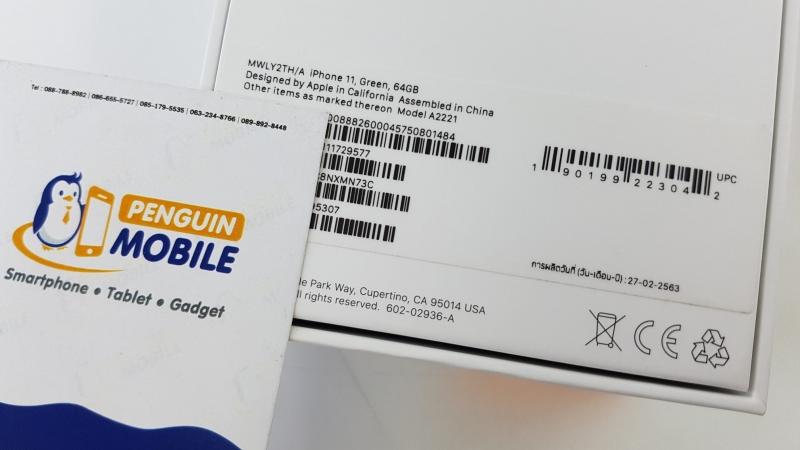 Tel : 088-788-8982 | 086-655-5727 | 085-179-5535 | 063-234-8766 | 089-892-8448
PENGUIN
MOBILE
Smartphone • Tablet • Gadget
MWLY2TH/A iPhone 11, Green, 64GB
Designed by Apple in California Assembled in China
Other items as marked thereon Model A2221
008882600045750801484
11729577
8NXMN73C
5307
1 90199 22304 2
UPC
การผลิตวันที่ (วัน-เดือน-ปี) : 27-02-2563
le Park Way, Cupertino, CA 95014 USA
ll rights reserved. 602-02936-A
CE